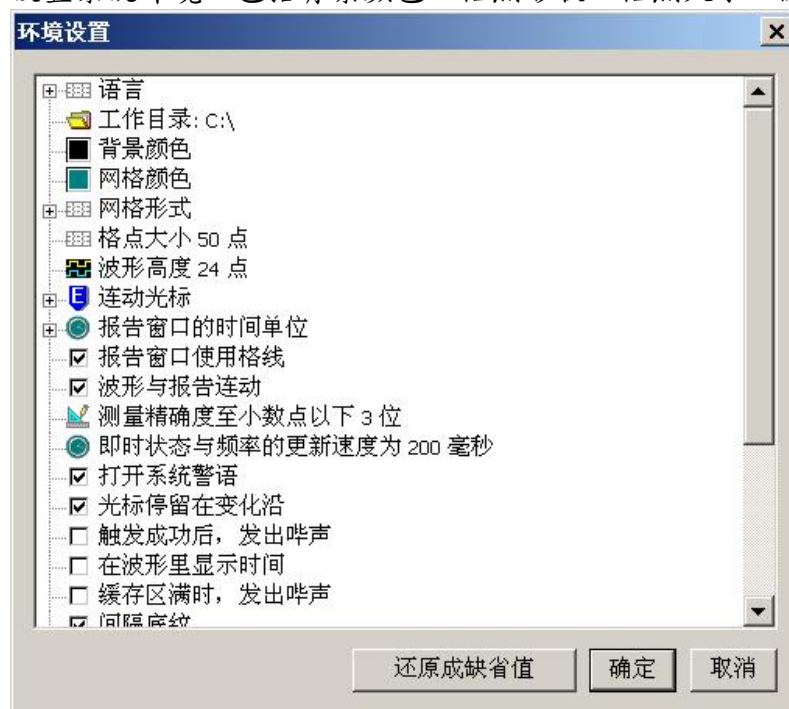 环境设置
语言
工作目录: C:\
背景颜色
网格颜色
网格形式
格点大小 50 点
波形高度 24 点
连动光标
报告窗口的时间单位
报告窗口使用格线
波形与报告连动
测量精确度至小数点以下 3 位
即时状态与频率的更新速度为 200 毫秒
打开系统警语
光标停留在变化沿
触发成功后，发出哔声
在波形里显示时间
缓存区满时，发出哔声
间隔底纹
还原成缺省值 确定 取消